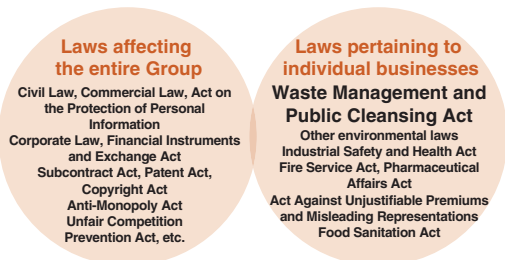 Laws affecting
the entire Group
Civil Law, Commercial Law, Act on
the Protection of Personal
Information
Corporate Law, Financial Instruments
and Exchange Act
Subcontract Act, Patent Act,
Copyright Act
Anti-Monopoly Act
Unfair Competition
Prevention Act, etc.
Laws pertaining to
individual businesses
Waste Management and
Public Cleansing Act
Other environmental laws
Industrial Safety and Health Act
Fire Service Act, Pharmaceutical
Affairs Act
Act Against Unjustifiable Premiums
and Misleading Representations
Food Sanitation Act